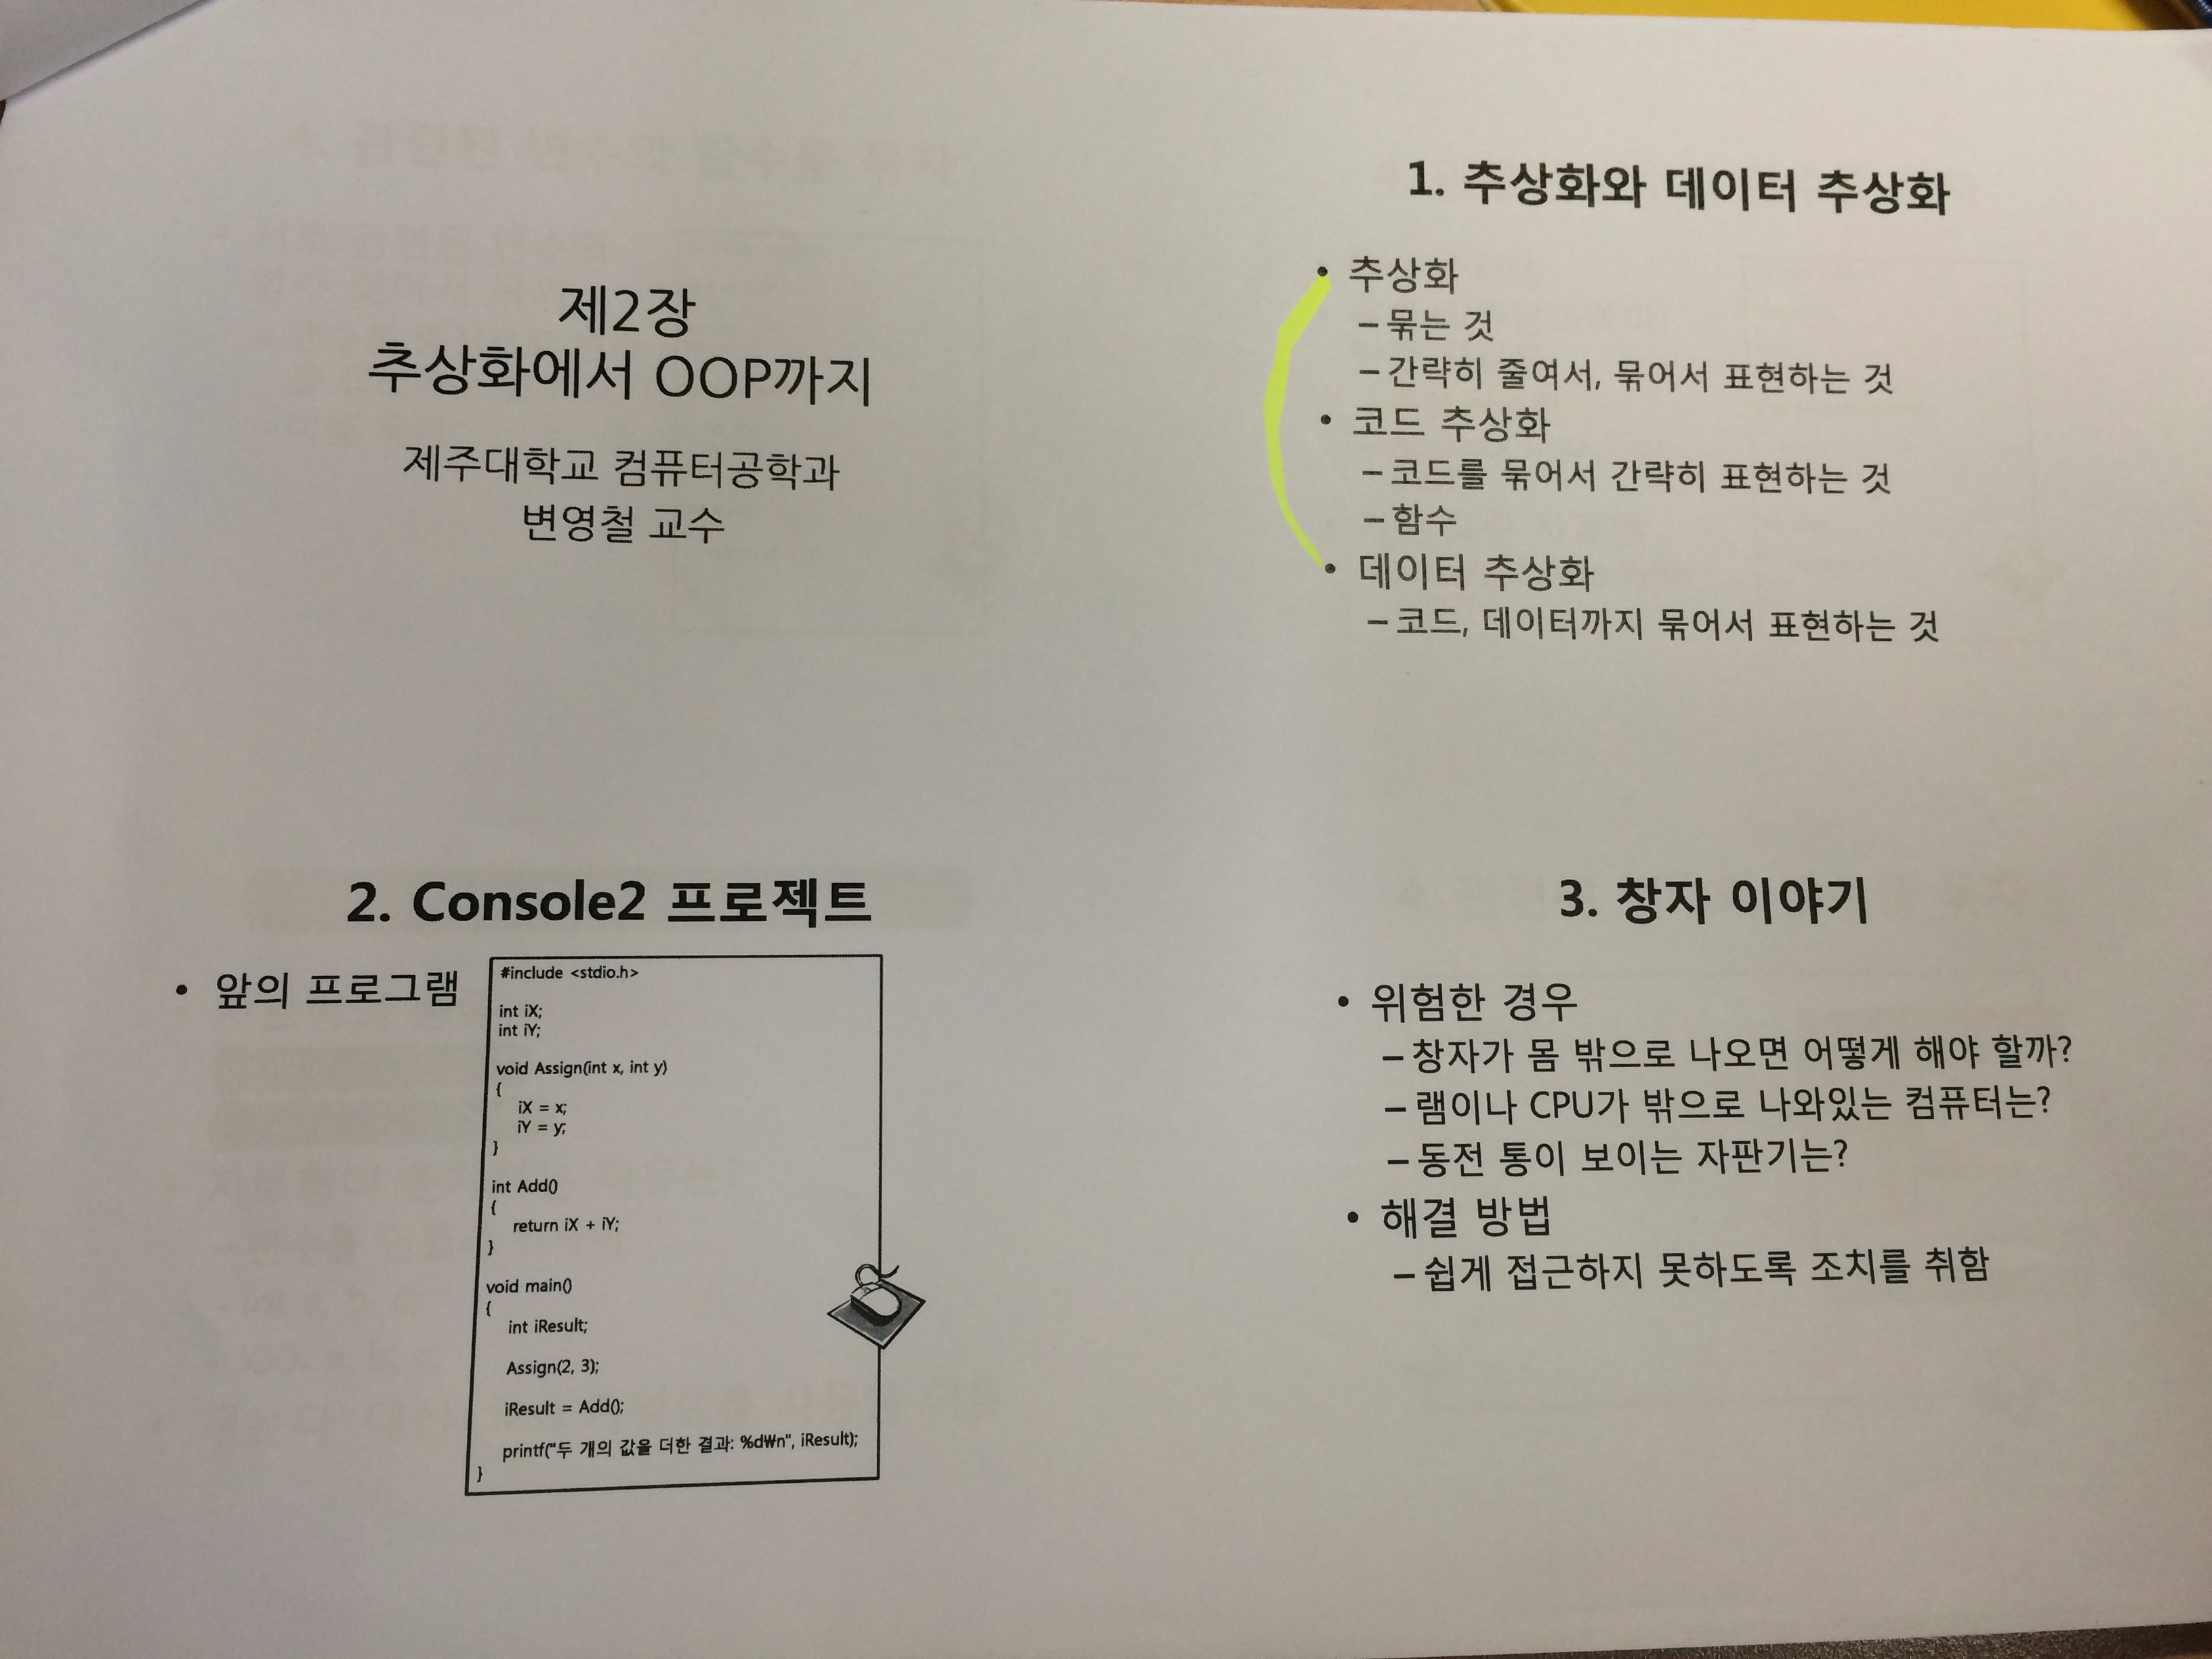 제2장
추상화에서 OOP까지
제주대학교 컴퓨터공학과
변영철 교수
1. 추상화와 데이터 추상화
• 추상화
– 묶는 것
– 간략히 줄여서, 묶어서 표현하는 것
• 코드 추상화
– 코드를 묶어서 간략히 표현하는 것
– 함수
• 데이터 추상화
– 코드, 데이터까지 묶어서 표현하는 것
2. Console2 프로젝트
• 앞의 프로그램
#include <stdio.h>
int iX;
int iY;
void Assign(int x, int y)
{
iX = x;
iY = y;
}
int Add()
{
return iX + iY;
}
void main()
{
int iResult;
Assign(2, 3);
iResult = Add();
printf("두 개의 값을 더한 결과: %d₩n", iResult);
}
3. 창자 이야기
• 위험한 경우
– 창자가 몸 밖으로 나오면 어떻게 해야 할까?
– 램이나 CPU가 밖으로 나와있는 컴퓨터는?
– 동전 통이 보이는 자판기는?
• 해결 방법
– 쉽게 접근하지 못하도록 조치를 취함